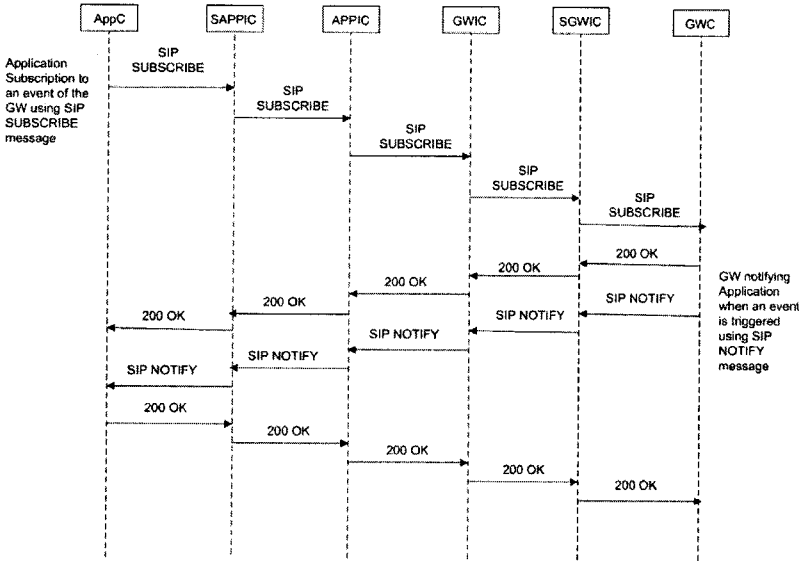 AppC
SAPPIC
APPIC
GWIC
SGWIC
GWC
Application
Subscription to
an event of the
GW using SIP
SUBSCRIBE
message
SIP
SUBSCRIBE
SIP
SUBSCRIBE
SIP
SUBSCRIBE
SIP
SUBSCRIBE
SIP
SUBSCRIBE
200 OK
200 OK
200 OK
200 OK
200 OK
GW notifying
Application
when an event
is triggered
using SIP
NOTIFY
message
SIP NOTIFY
SIP NOTIFY
SIP NOTIFY
SIP NOTIFY
SIP NOTIFY
200 OK
200 OK
200 OK
200 OK
200 OK